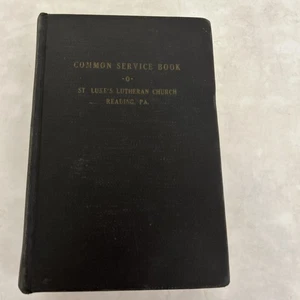 COMMON SERVICE BOOK
·O·
ST. LUKE'S LUTHERAN CHURCH
READING, PA.